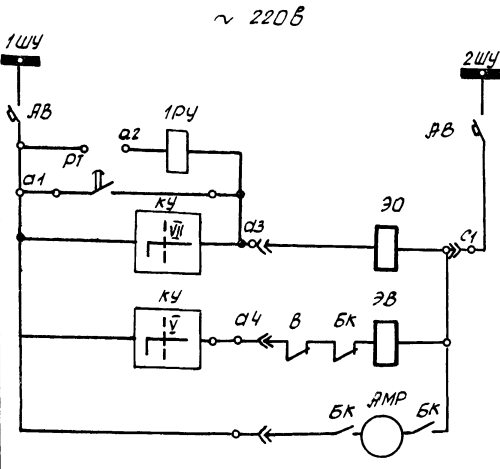 ~ 220В
1ШУ
2ШУ
АВ
1РУ
а2
РТ
АВ
а1
КУ
VII
а3
ЭО
С1
КУ
V
а4
В
БК
ЭВ
БК
АМР
БК